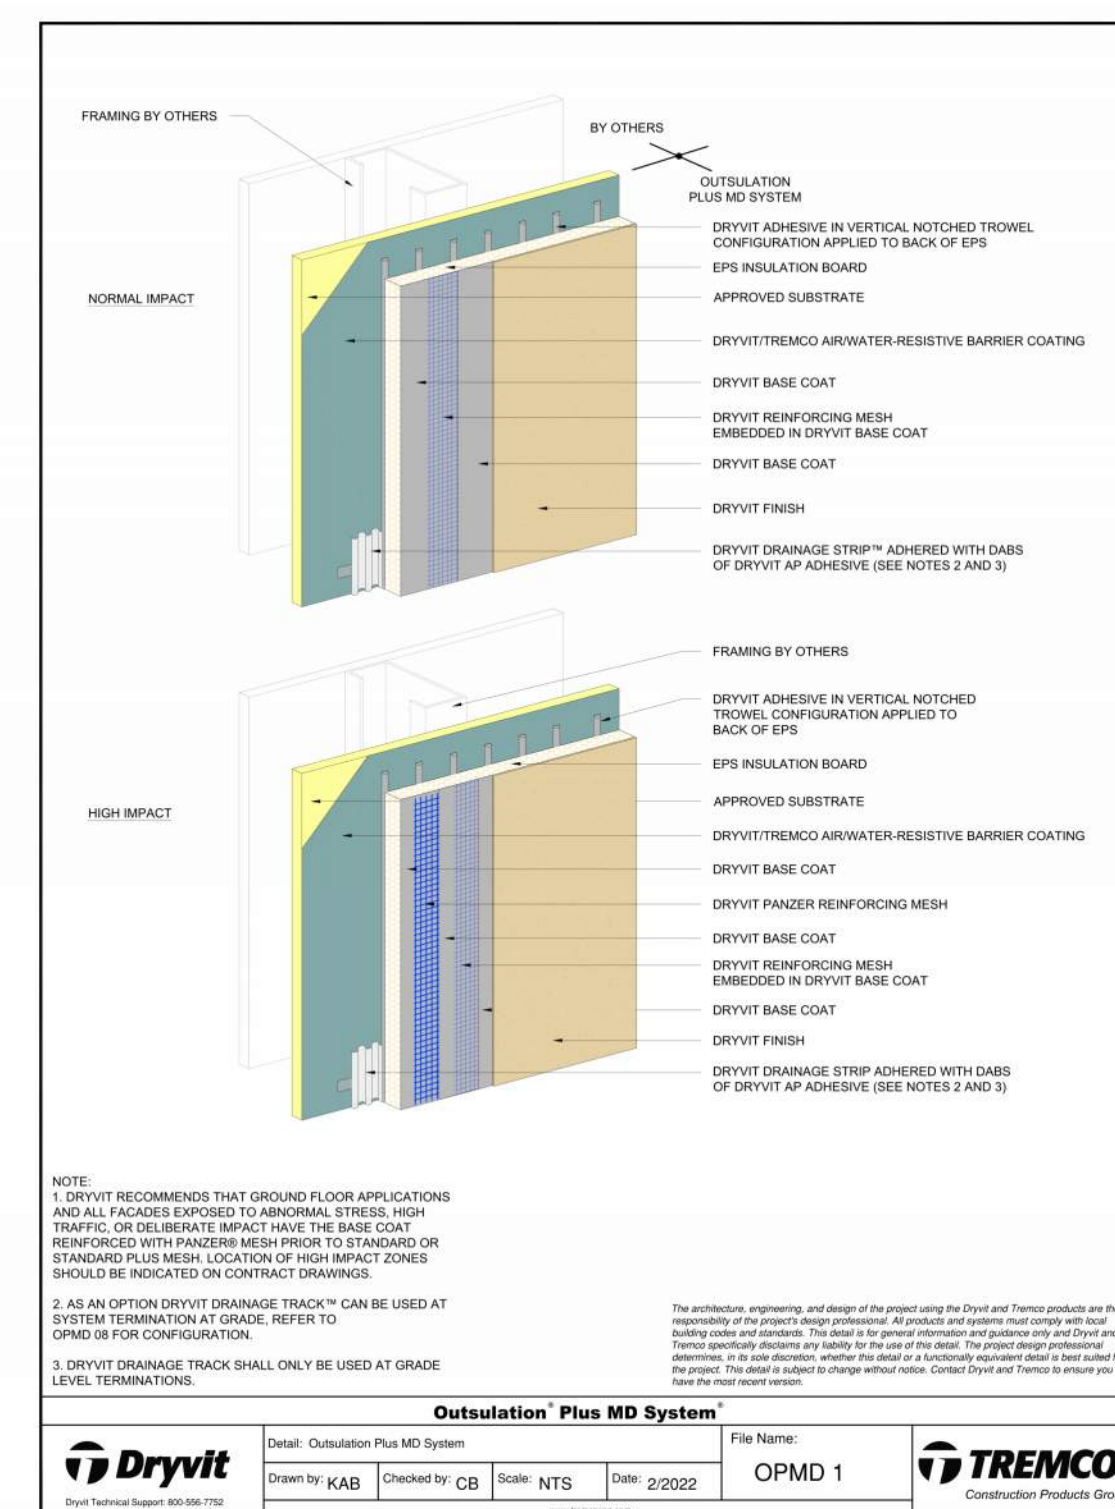 FRAMING BY OTHERS
BY OTHERS
OUTSULATION
PLUS MD SYSTEM
NORMAL IMPACT
DRYVIT ADHESIVE IN VERTICAL NOTCHED TROWEL
CONFIGURATION APPLIED TO BACK OF EPS
EPS INSULATION BOARD
APPROVED SUBSTRATE
DRYVIT/TREMCO AIR/WATER-RESISTIVE BARRIER COATING
DRYVIT BASE COAT
DRYVIT REINFORCING MESH
EMBEDDED IN DRYVIT BASE COAT
DRYVIT BASE COAT
DRYVIT FINISH
DRYVIT DRAINAGE STRIP™ ADHERED WITH DABS
OF DRYVIT AP ADHESIVE (SEE NOTES 2 AND 3)
HIGH IMPACT
FRAMING BY OTHERS
DRYVIT ADHESIVE IN VERTICAL NOTCHED
TROWEL CONFIGURATION APPLIED TO
BACK OF EPS
EPS INSULATION BOARD
APPROVED SUBSTRATE
DRYVIT/TREMCO AIR/WATER-RESISTIVE BARRIER COATING
DRYVIT BASE COAT
DRYVIT PANZER REINFORCING MESH
DRYVIT BASE COAT
DRYVIT REINFORCING MESH
EMBEDDED IN DRYVIT BASE COAT
DRYVIT BASE COAT
DRYVIT FINISH
DRYVIT DRAINAGE STRIP ADHERED WITH DABS
OF DRYVIT AP ADHESIVE (SEE NOTES 2 AND 3)
NOTE:
1. DRYVIT RECOMMENDS THAT GROUND FLOOR APPLICATIONS
AND ALL FACADES EXPOSED TO ABNORMAL STRESS, HIGH
TRAFFIC, OR DELIBERATE IMPACT HAVE THE BASE COAT
REINFORCED WITH PANZER® MESH PRIOR TO STANDARD OR
STANDARD PLUS MESH. LOCATION OF HIGH IMPACT ZONES
SHOULD BE INDICATED ON CONTRACT DRAWINGS.
2. AS AN OPTION DRYVIT DRAINAGE TRACK™ CAN BE USED AT
SYSTEM TERMINATION AT GRADE, REFER TO
OPMD 08 FOR CONFIGURATION.
3. DRYVIT DRAINAGE TRACK SHALL ONLY BE USED AT GRADE
LEVEL TERMINATIONS.
The architecture, engineering, and design of the project using the Dryvit and Tremco products are the
responsibility of the project's design professional. All products and systems must comply with local
building codes and standards. This detail is for general information and guidance only and Dryvit and
Tremco specifically disclaims any liability for the use of this detail. The project design professional
determines, in its sole discretion, whether this detail or a functionally equivalent detail is best suited
the project. This detail is subject to change without notice. Contact Dryvit and Tremco to ensure you
have the most recent version.
Outsulation® Plus MD System®
Dryvit
Dryvit Technical Support: 800-556-7752
Detail: Outsulation Plus MD System
Drawn by: KAB
Checked by: CB
Scale: NTS
Date: 2/2022
File Name:
OPMD 1
TREMCO
Construction Products Gro